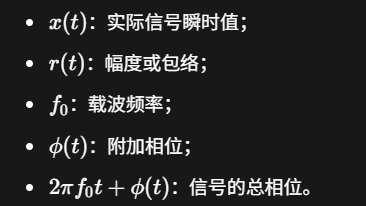 • x(t)：实际信号瞬时值；
• r(t)：幅度或包络；
• f₀：载波频率；
• ϕ(t)：附加相位；
• 2πf₀t + ϕ(t)：信号的总相位。